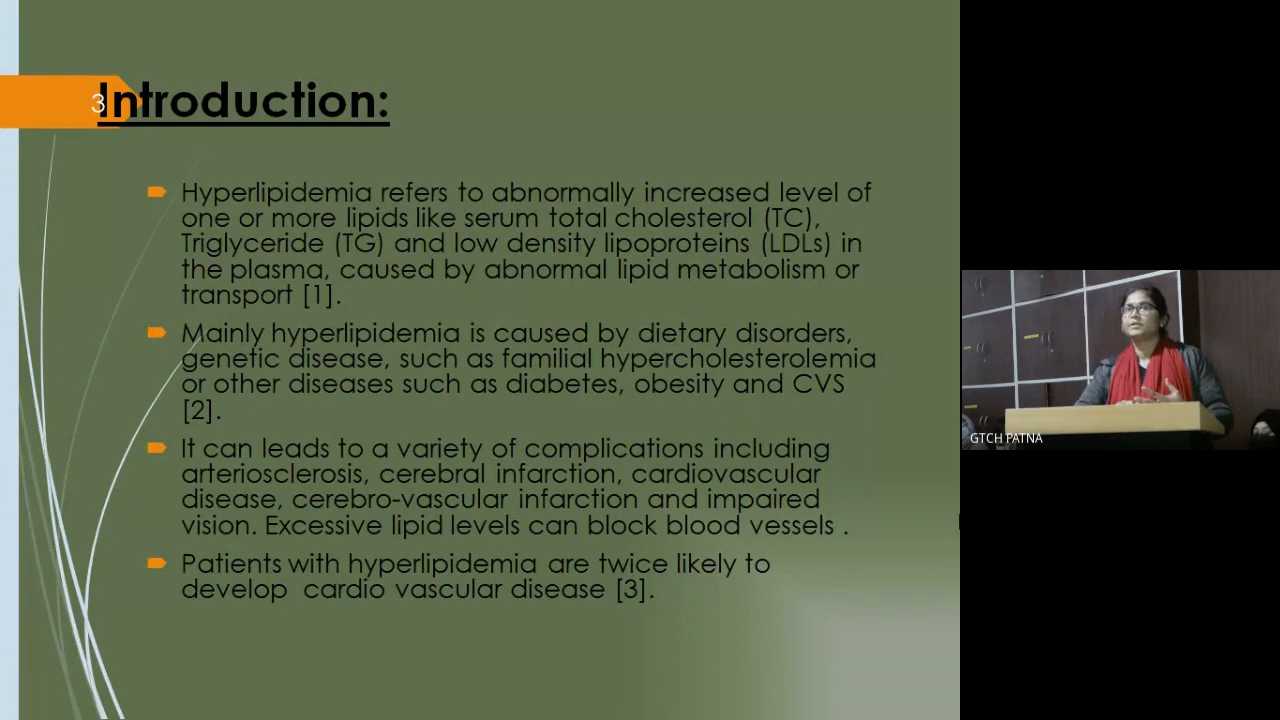 3
Introduction:
Hyperlipidemia refers to abnormally increased level of
one or more lipids like serum total cholesterol (TC),
Triglyceride (TG) and low density lipoproteins (LDLs) in
the plasma, caused by abnormal lipid metabolism or
transport [1].
Mainly hyperlipidemia is caused by dietary disorders,
genetic disease, such as familial hypercholesterolemia
or other diseases such as diabetes, obesity and CVS
[2].
It can leads to a variety of complications including
arteriosclerosis, cerebral infarction, cardiovascular
disease, cerebro-vascular infarction and impaired
vision. Excessive lipid levels can block blood vessels .
Patients with hyperlipidemia are twice likely to
develop  cardio vascular disease [3].
GTCH PATNA